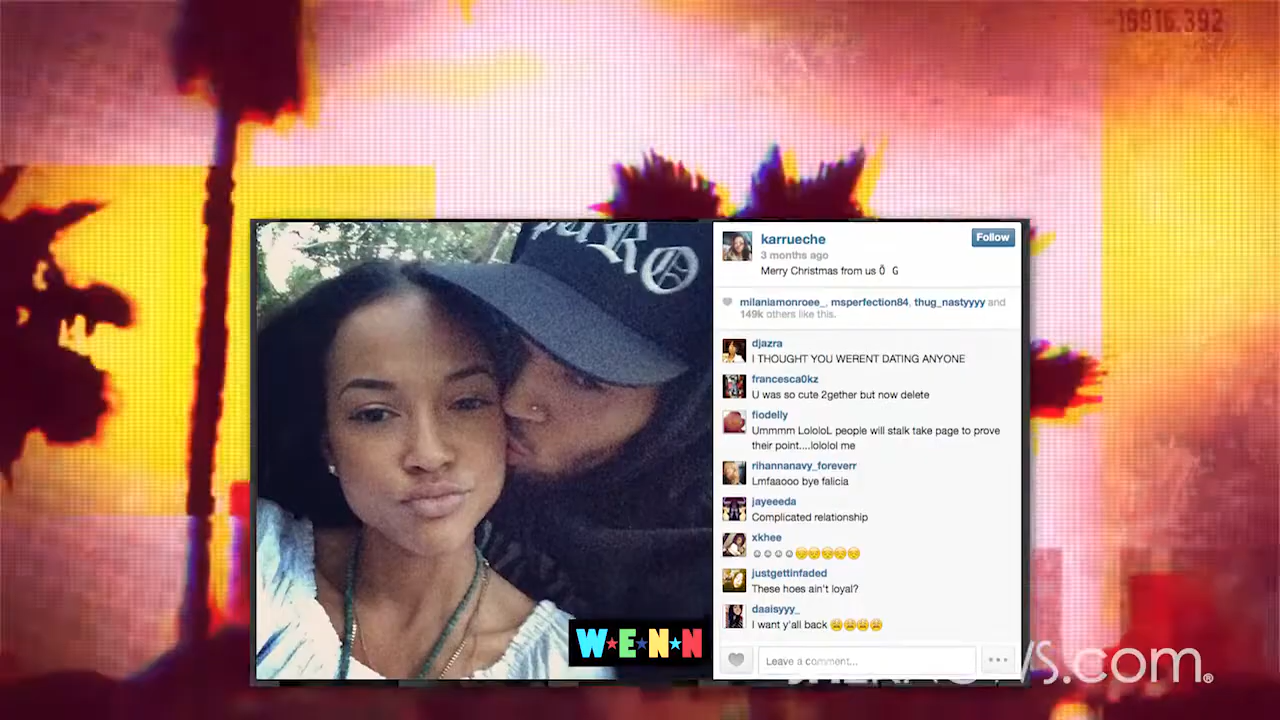 16916.392
RO
karrueche
Follow
3 months ago
Merry Christmas from us Õ G
milaniamonroee_, msperfection84, thug_nastyyyy and
149k others like this.
djazra
I THOUGHT YOU WERENT DATING ANYONE
francesca0kz
U was so cute 2gether but now delete
fiodelly
Ummmm LololoL people will stalk take page to prove
their point....lololol me
rihannanavy_foreverr
Lmfaaooo bye falicia
jayeeeda
Complicated relationship
xkhee
☺☺☺☺😔😔😔😔😔
justgettinfaded
These hoes ain't loyal?
daaisyyy_
I want y'all back 😩😩😩😩
W★E★N★N
Leave a comment...
.com®